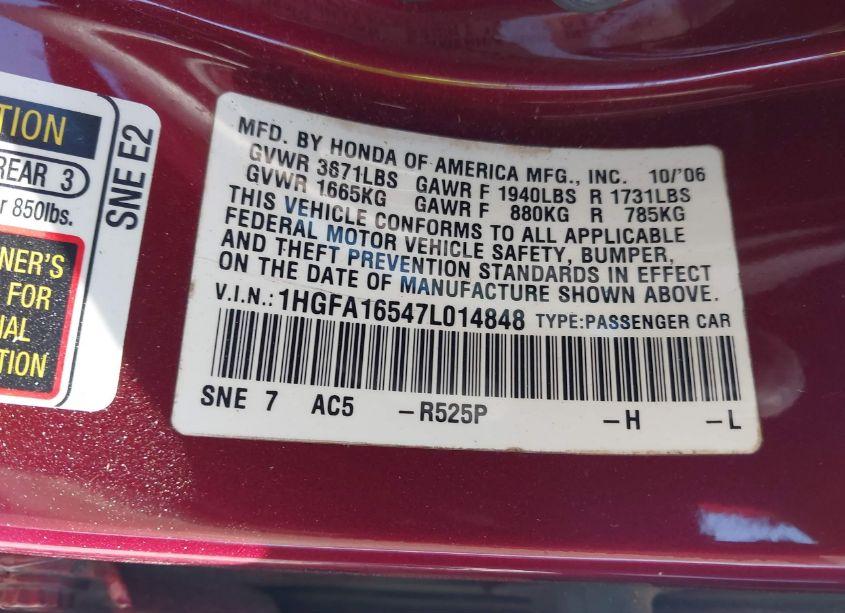 TION
REAR 3
850lbs.
NER'S
FOR
TION
SNE E2
MFD. BY HONDA OF AMERICA MFG., INC. 10/'06
GVWR 3671LBS GAWR F 1940LBS R 1731LBS
GVWR 1665KG GAWR F 880KG R 785KG
THIS VEHICLE CONFORMS TO ALL APPLICABLE
FEDERAL MOTOR VEHICLE SAFETY, BUMPER,
AND THEFT PREVENTION STANDARDS IN EFFECT
ON THE DATE OF MANUFACTURE SHOWN ABOVE.
V.I.N.: 1HGFA16547L014848 TYPE:PASSENGER CAR
SNE 7 AC5 –R525P –H –L